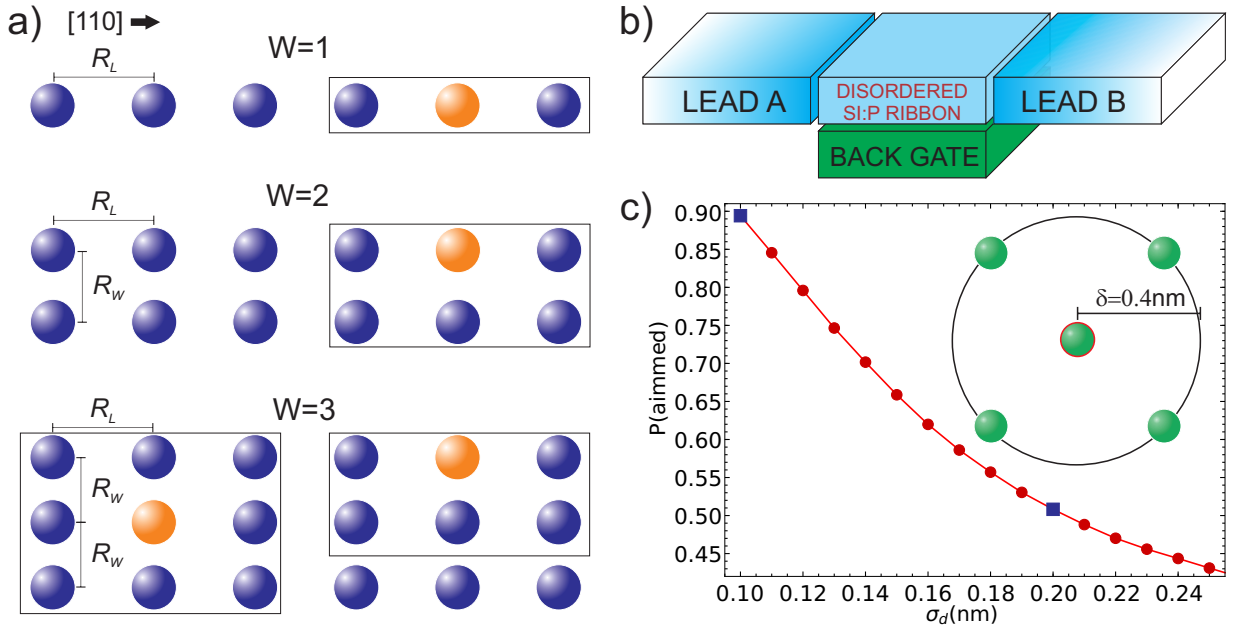 a)
[110]
W=1
R_L
W=2
R_L
R_W
W=3
R_L
R_W
R_W
b)
LEAD A
DISORDERED
SI:P RIBBON
LEAD B
BACK GATE
c)
P(aimmed)
0.90
0.85
0.80
0.75
0.70
0.65
0.60
0.55
0.50
0.45
δ=0.4nm
0.10 0.12 0.14 0.16 0.18 0.20 0.22 0.24
σ_d(nm)